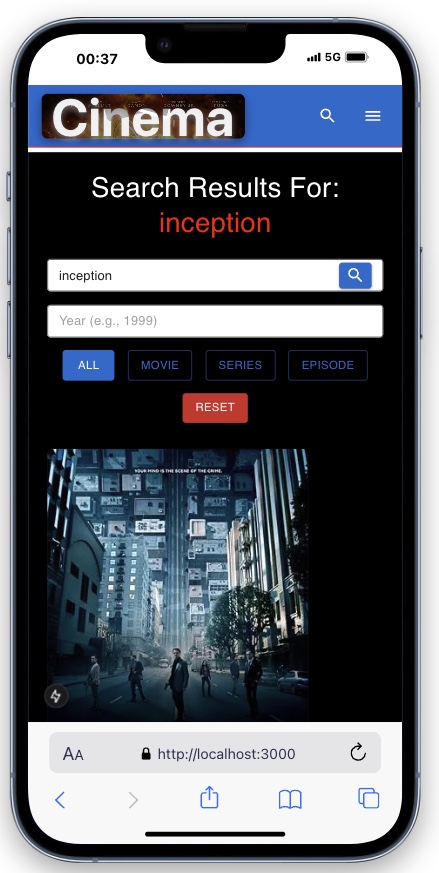 00:37
5G
Cinema
Search Results For:
inception
inception
Year (e.g., 1999)
ALL
MOVIE
SERIES
EPISODE
RESET
YOUR MIND IS THE SCENE OF THE CRIME.
AA
http://localhost:3000